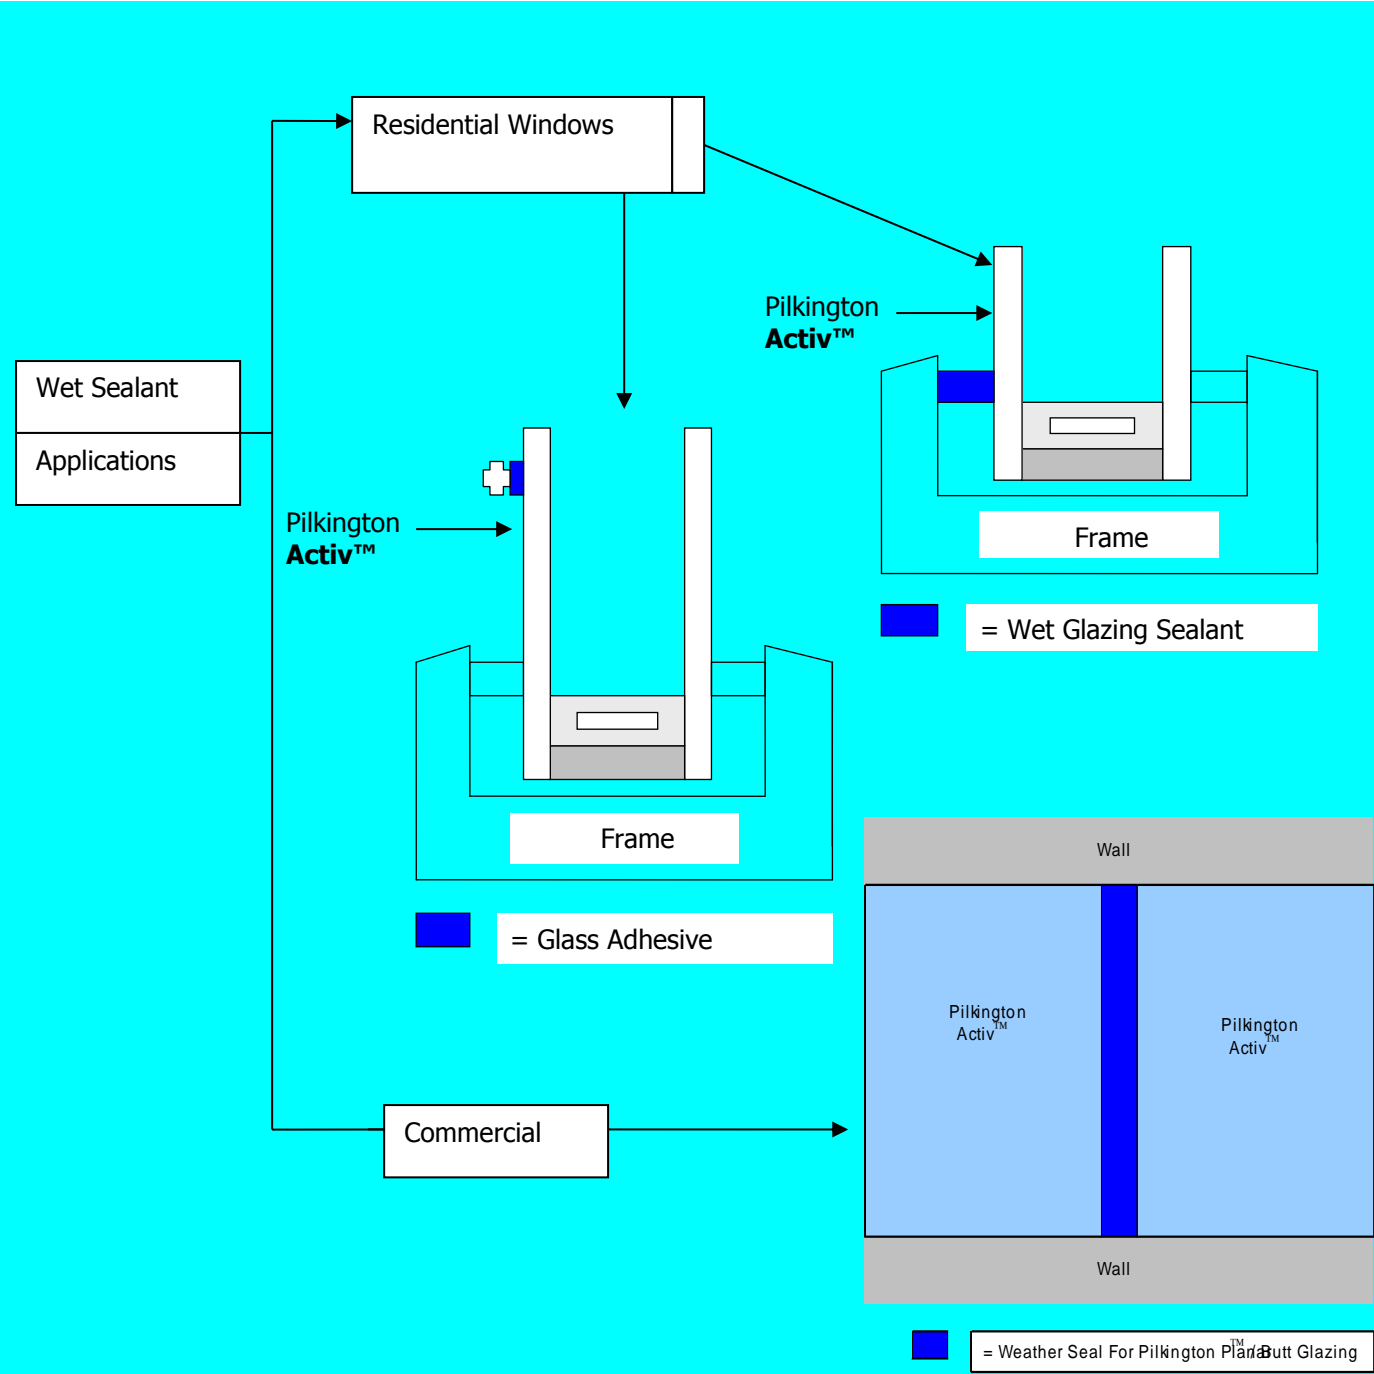 Residential Windows
Pilkington
Activ™
Wet Sealant
Applications
Pilkington
Activ™
Frame
= Wet Glazing Sealant
Frame
= Glass Adhesive
Wall
Pilkington
Activ™
Pilkington
Activ™
Commercial
Wall
= Weather Seal For Pilkington Planar™/Butt Glazing